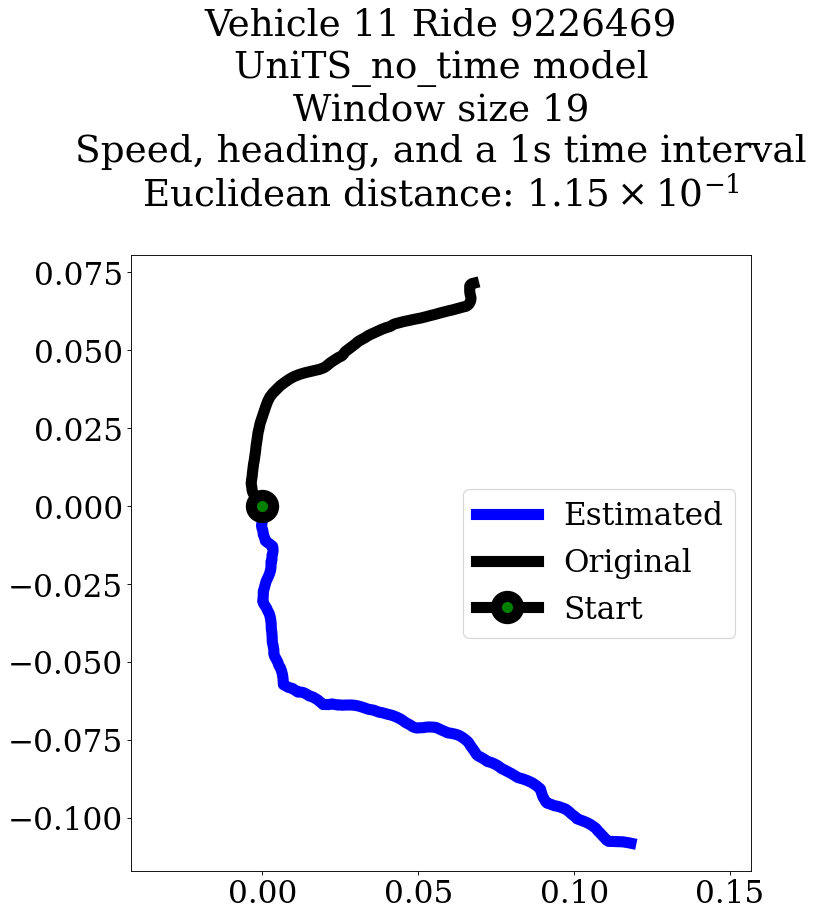 Vehicle 11 Ride 9226469
UniTS_no_time model
Window size 19
Speed, heading, and a 1s time interval
Euclidean distance: 1.15 × 10⁻¹
0.075
0.050
0.025
0.000
−0.025
−0.050
−0.075
−0.100
Estimated
Original
Start
0.00 0.05 0.10 0.15